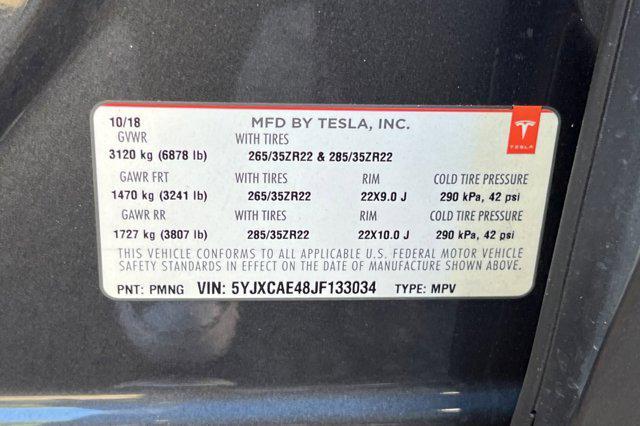 10/18 MFD BY TESLA, INC.
TESLA
GVWR WITH TIRES
3120 kg (6878 lb) 265/35ZR22 & 285/35ZR22
GAWR FRT WITH TIRES RIM COLD TIRE PRESSURE
1470 kg (3241 lb) 265/35ZR22 22X9.0 J 290 kPa, 42 psi
GAWR RR WITH TIRES RIM COLD TIRE PRESSURE
1727 kg (3807 lb) 285/35ZR22 22X10.0 J 290 kPa, 42 psi
THIS VEHICLE CONFORMS TO ALL APPLICABLE U.S. FEDERAL MOTOR VEHICLE
SAFETY STANDARDS IN EFFECT ON THE DATE OF MANUFACTURE SHOWN ABOVE.
PNT: PMNG VIN: 5YJXCAE48JF133034 TYPE: MPV